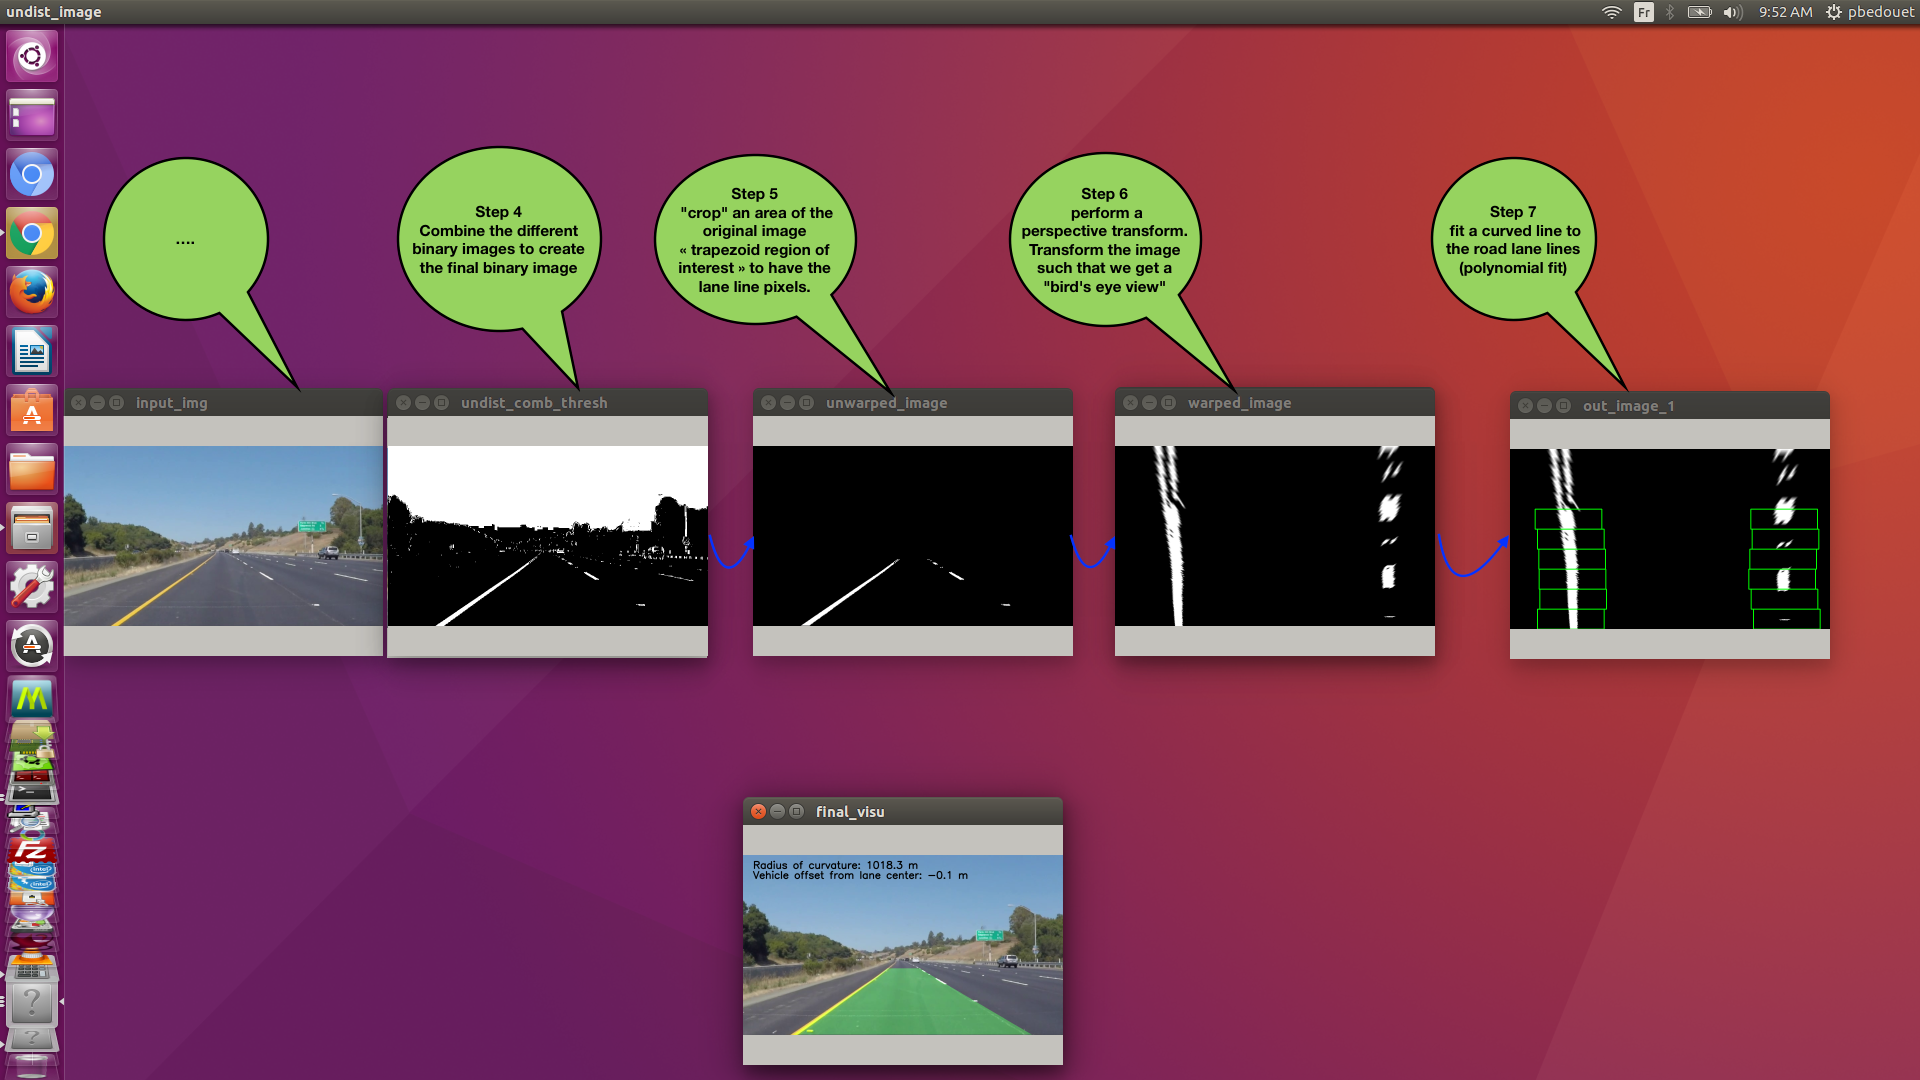 undist_image
Fr
9:52 AM
pbedouet
....
Step 4
Combine the different
binary images to create
the final binary image
Step 5
"crop" an area of the
original image
« trapezoid region of
interest » to have the
lane line pixels.
Step 6
perform a
perspective transform.
Transform the image
such that we get a
"bird's eye view"
Step 7
fit a curved line to
the road lane lines
(polynomial fit)
input_img
undist_comb_thresh
unwarped_image
warped_image
out_image_1
final_visu
Radius of curvature: 1018.3 m
Vehicle offset from lane center: −0.1 m